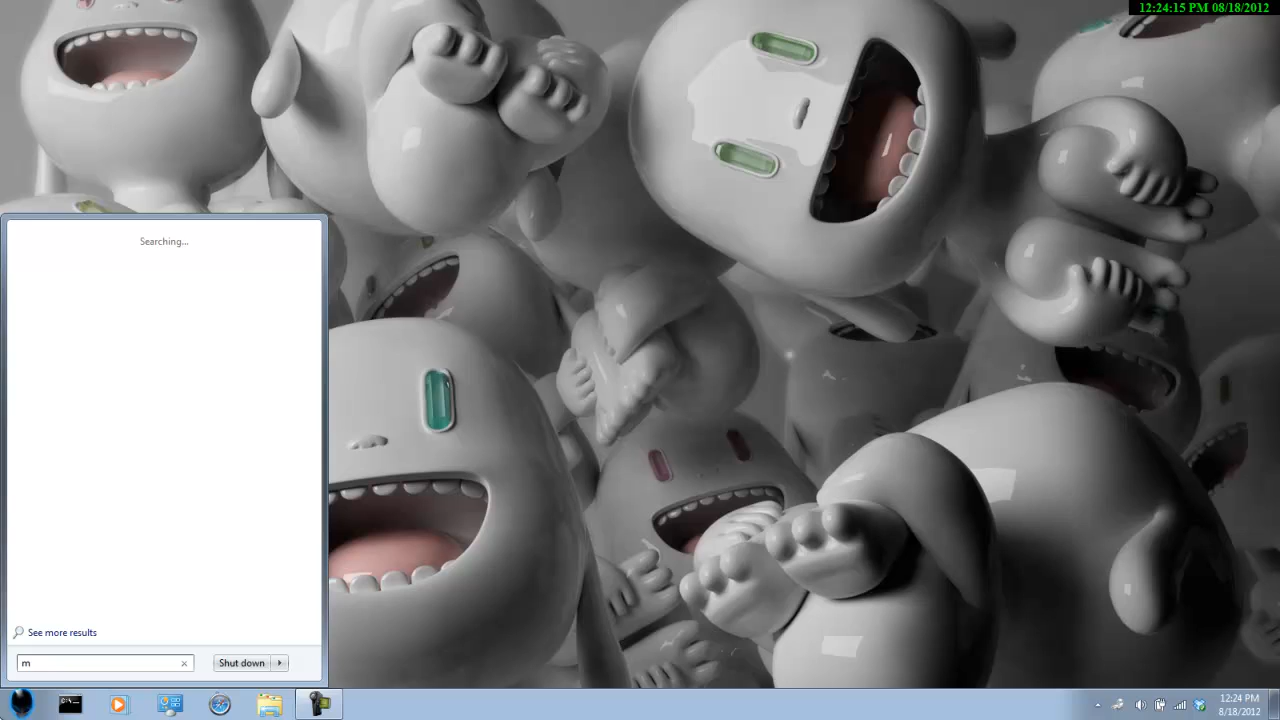 12:24:15 PM 08/18/2012
Searching...
See more results
m
Shut down
12:24 PM
8/18/2012